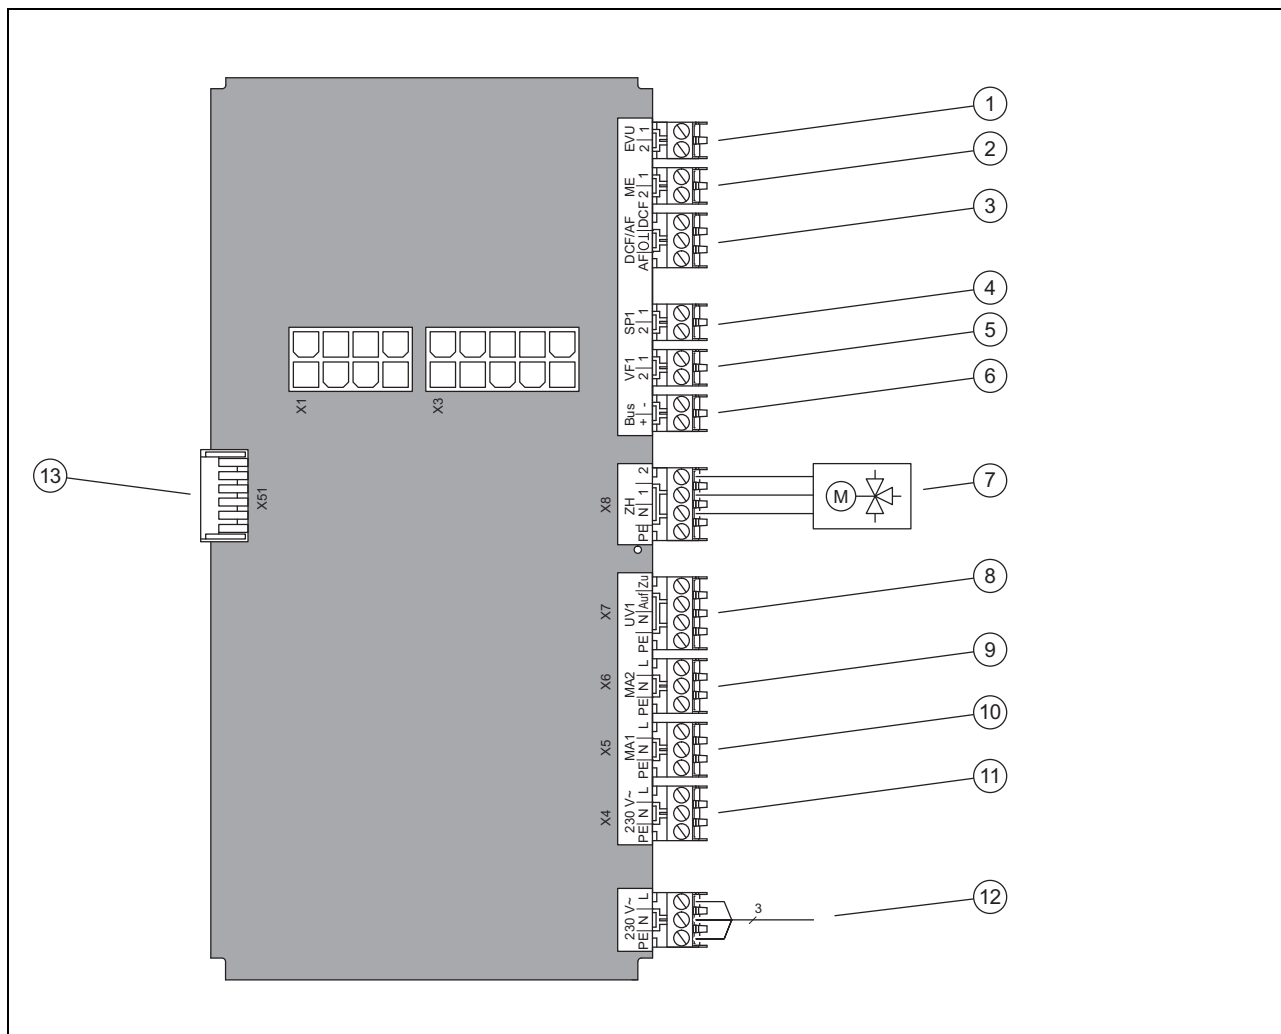 1
EVU 2 1
2
ME 2 1
3
DCF/AF AF O⊥ DCF
4
SP1 2 1
5
VF1 2 1
6
Bus + -
X1
X3
13
X51
7
X8
ZH PE N 1 2
M
8
X7
UV1 PE N Auf Zu
9
X6
MA2 PE N L
10
X5
MA1 PE N L
11
X4
230 V~ PE N L
12
230 V~ PE N L
3